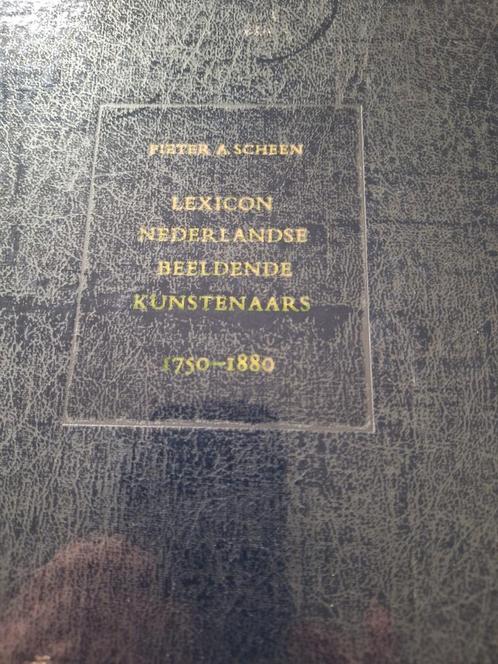 PIETER A. SCHEEN
LEXICON
NEDERLANDSE
BEELDENDE
KUNSTENAARS
1750–1880